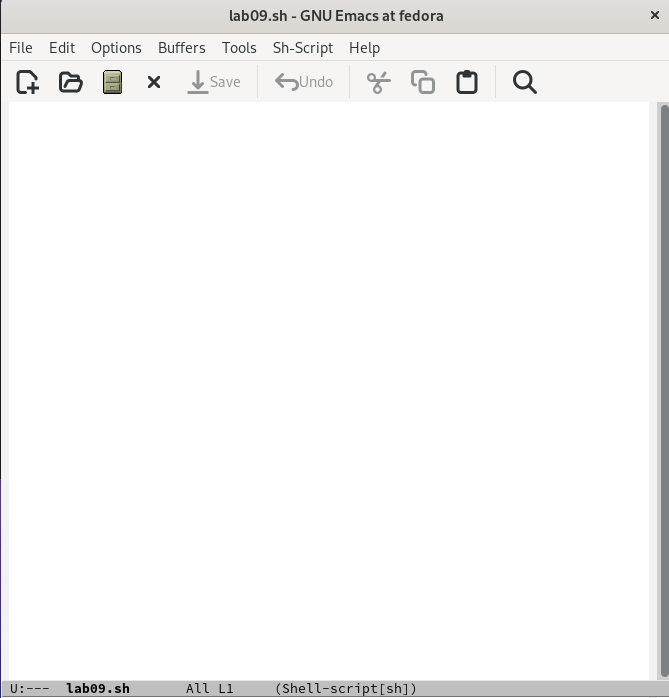 lab09.sh - GNU Emacs at fedora ×
File Edit Options Buffers Tools Sh-Script Help
Save Undo
U:--- lab09.sh All L1 (Shell-script[sh])